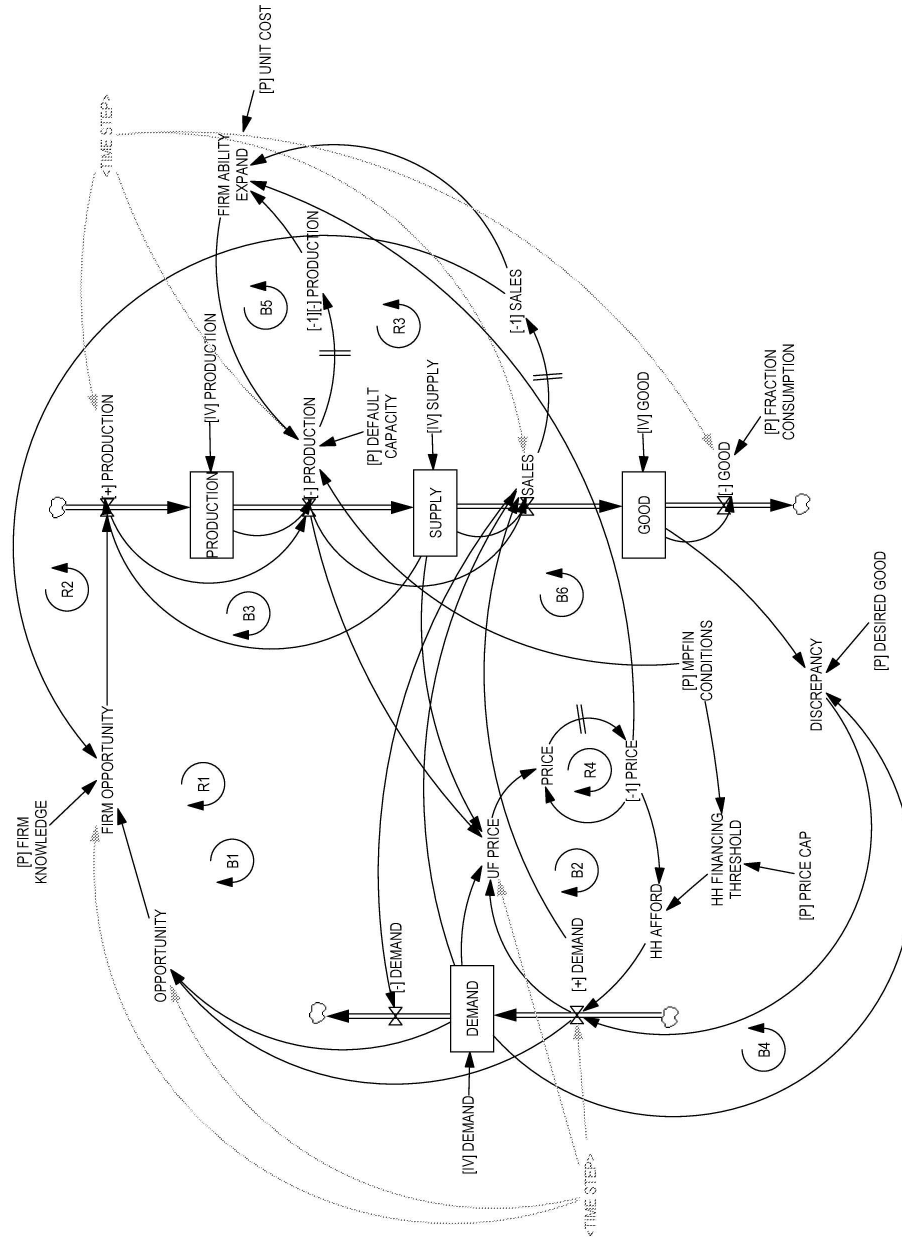 [P] FIRM
KNOWLEDGE
R2
FIRM OPPORTUNITY
[+] PRODUCTION
<TIME STEP>
OPPORTUNITY
R1
PRODUCTION
[IV] PRODUCTION
B1
B3
FIRM ABILITY
EXPAND
B5
[P] UNIT COST
[-] PRODUCTION
[-1][-] PRODUCTION
[P] DEFAULT
CAPACITY
[-] DEMAND
R3
SUPPLY
[IV] SUPPLY
[IV] DEMAND
DEMAND
UF PRICE
SALES
[-1] SALES
PRICE
[+] DEMAND
B2
B6
<TIME STEP>
R4
[-1] PRICE
GOOD
[IV] GOOD
HH AFFORD
[P] MPFIN
CONDITIONS
HH FINANCING
THRESHOLD
[-] GOOD
B4
[P] FRACTION
CONSUMPTION
[P] PRICE CAP
DISCREPANCY
[P] DESIRED GOOD